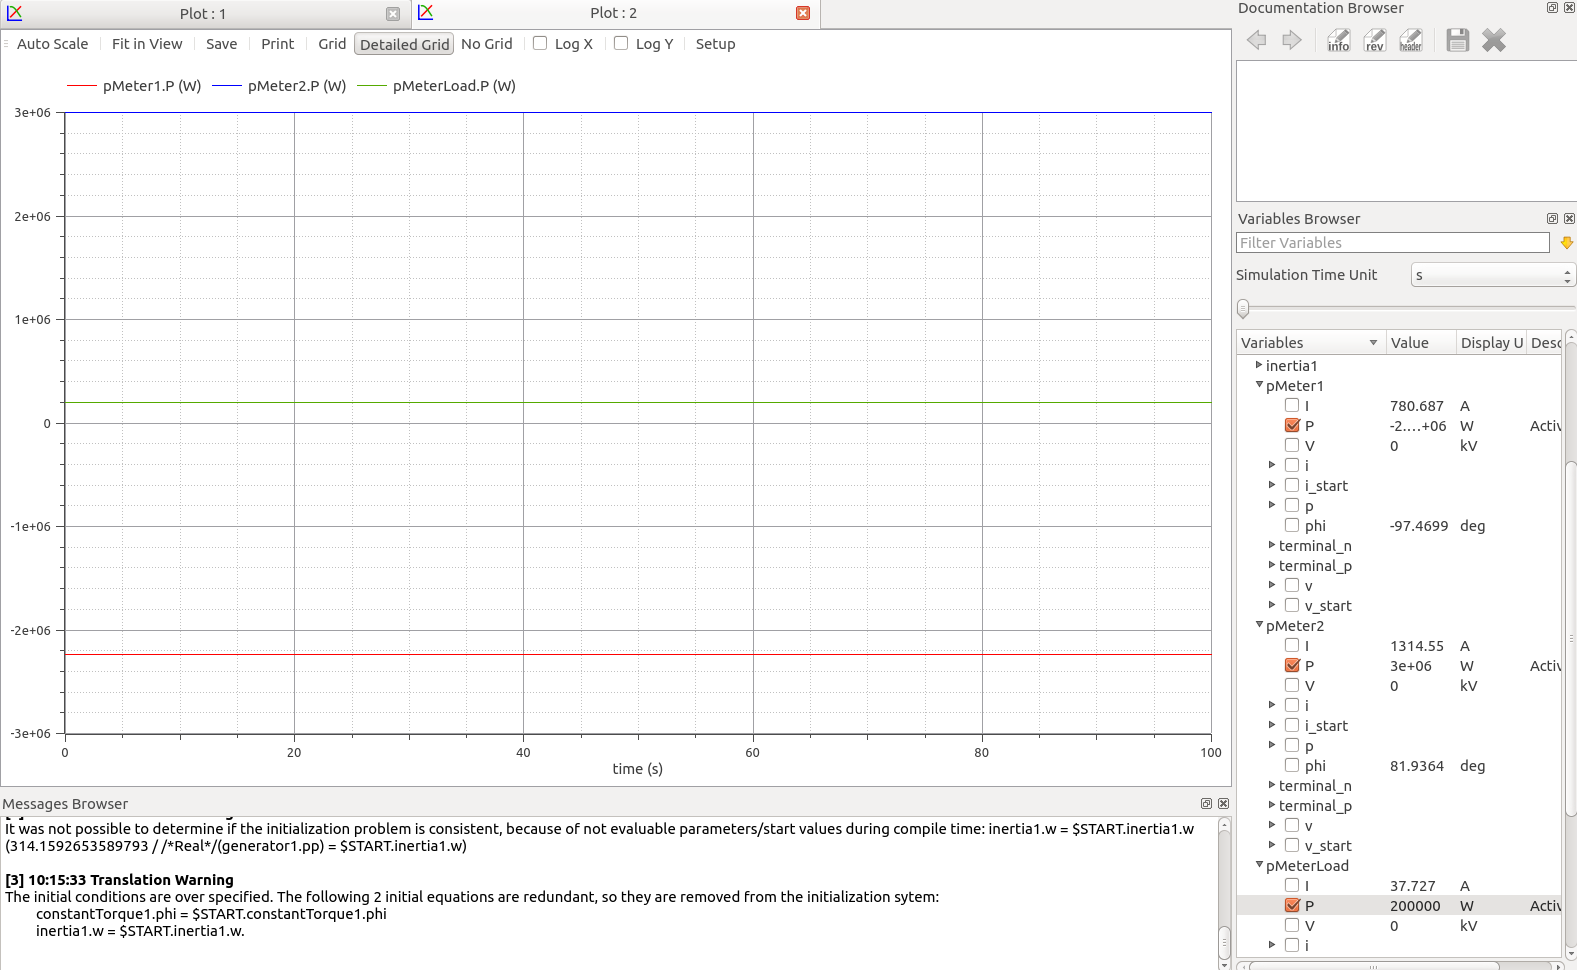 Plot : 1
Plot : 2
Auto Scale Fit in View Save Print Grid Detailed Grid No Grid Log X Log Y Setup
pMeter1.P (W) pMeter2.P (W) pMeterLoad.P (W)
3e+06
2e+06
1e+06
0
-1e+06
-2e+06
-3e+06
0 20 40 60 80 100
time (s)
Messages Browser
It was not possible to determine if the initialization problem is consistent, because of not evaluable parameters/start values during compile time: inertia1.w = $START.inertia1.w
(314.1592653589793 / /*Real*/(generator1.pp) = $START.inertia1.w)
[3] 10:15:33 Translation Warning
The initial conditions are over specified. The following 2 initial equations are redundant, so they are removed from the initialization sytem:
constantTorque1.phi = $START.constantTorque1.phi
inertia1.w = $START.inertia1.w.
Documentation Browser
info rev header
Variables Browser
Filter Variables
Simulation Time Unit s
Variables Value Display U Desc
inertia1
pMeter1
I 780.687 A
P -2....+06 W Activ
V 0 kV
i
i_start
p
phi -97.4699 deg
terminal_n
terminal_p
v
v_start
pMeter2
I 1314.55 A
P 3e+06 W Activ
V 0 kV
i
i_start
p
phi 81.9364 deg
terminal_n
terminal_p
v
v_start
pMeterLoad
I 37.727 A
P 200000 W Activ
V 0 kV
i